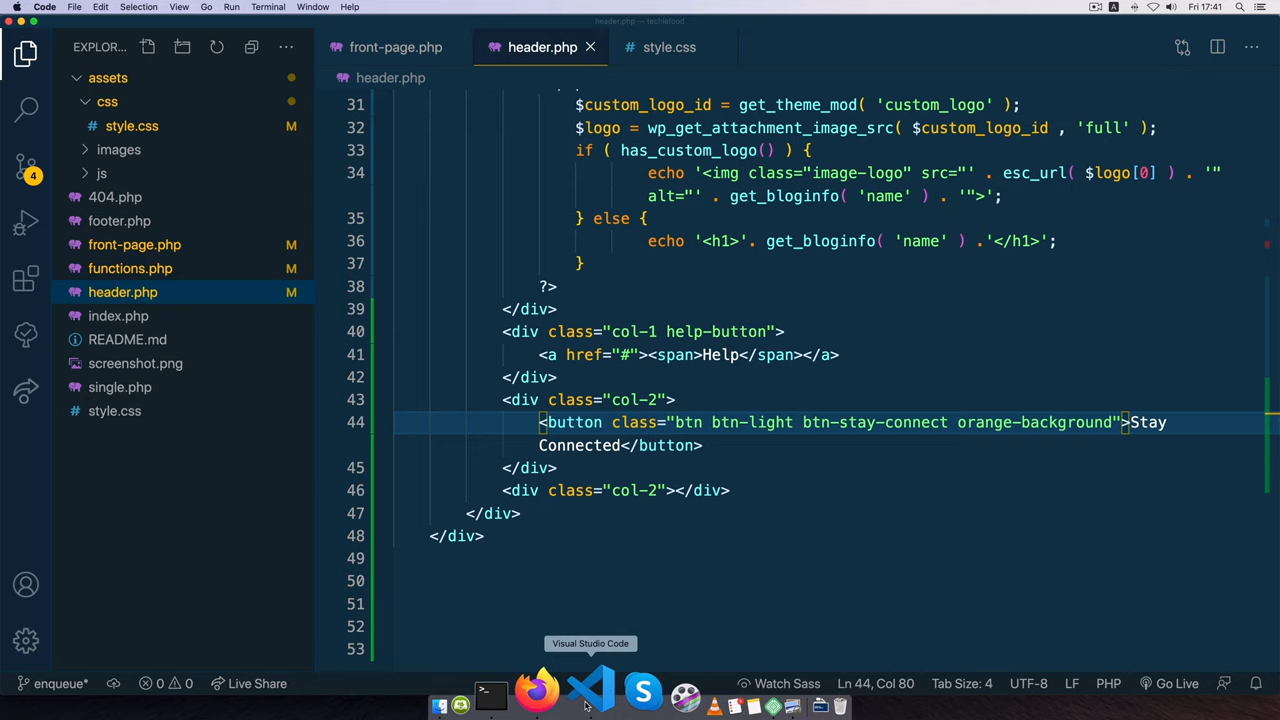 Code File Edit Selection View Go Run Terminal Window Help A Fri 17:41
header.php — techiefood
EXPLOR...
front-page.php
header.php
style.css
assets
header.php
css
style.css M
images
js
404.php
footer.php
front-page.php M
functions.php M
header.php M
index.php
README.md
screenshot.png
single.php
style.css
4
31 $custom_logo_id = get_theme_mod( 'custom_logo' );
32 $logo = wp_get_attachment_image_src( $custom_logo_id , 'full' );
33 if ( has_custom_logo() ) {
34 echo '<img class="image-logo" src="' . esc_url( $logo[0] ) . '"
alt="' . get_bloginfo( 'name' ) . '">';
35 } else {
36 echo '<h1>'. get_bloginfo( 'name' ) .'</h1>';
37 }
38 ?>
39 </div>
40 <div class="col-1 help-button">
41 <a href="#"><span>Help</span></a>
42 </div>
43 <div class="col-2">
44 <button class="btn btn-light btn-stay-connect orange-background">Stay
Connected</button>
45 </div>
46 <div class="col-2"></div>
47 </div>
48 </div>
49
50
51
52
53
Visual Studio Code
enqueue* 0 0 Live Share Watch Sass Ln 44, Col 80 Tab Size: 4 UTF-8 LF PHP Go Live